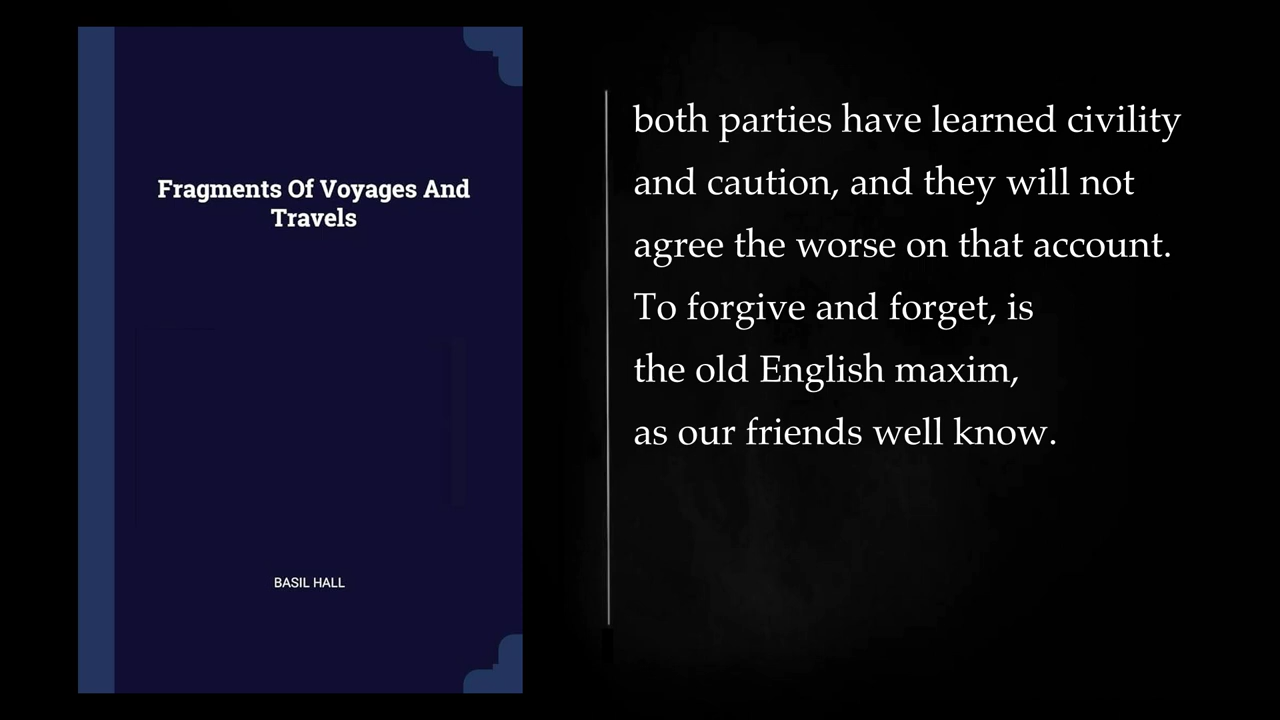 Fragments Of Voyages And
Travels
BASIL HALL
both parties have learned civility
and caution, and they will not
agree the worse on that account.
To forgive and forget, is
the old English maxim,
as our friends well know.